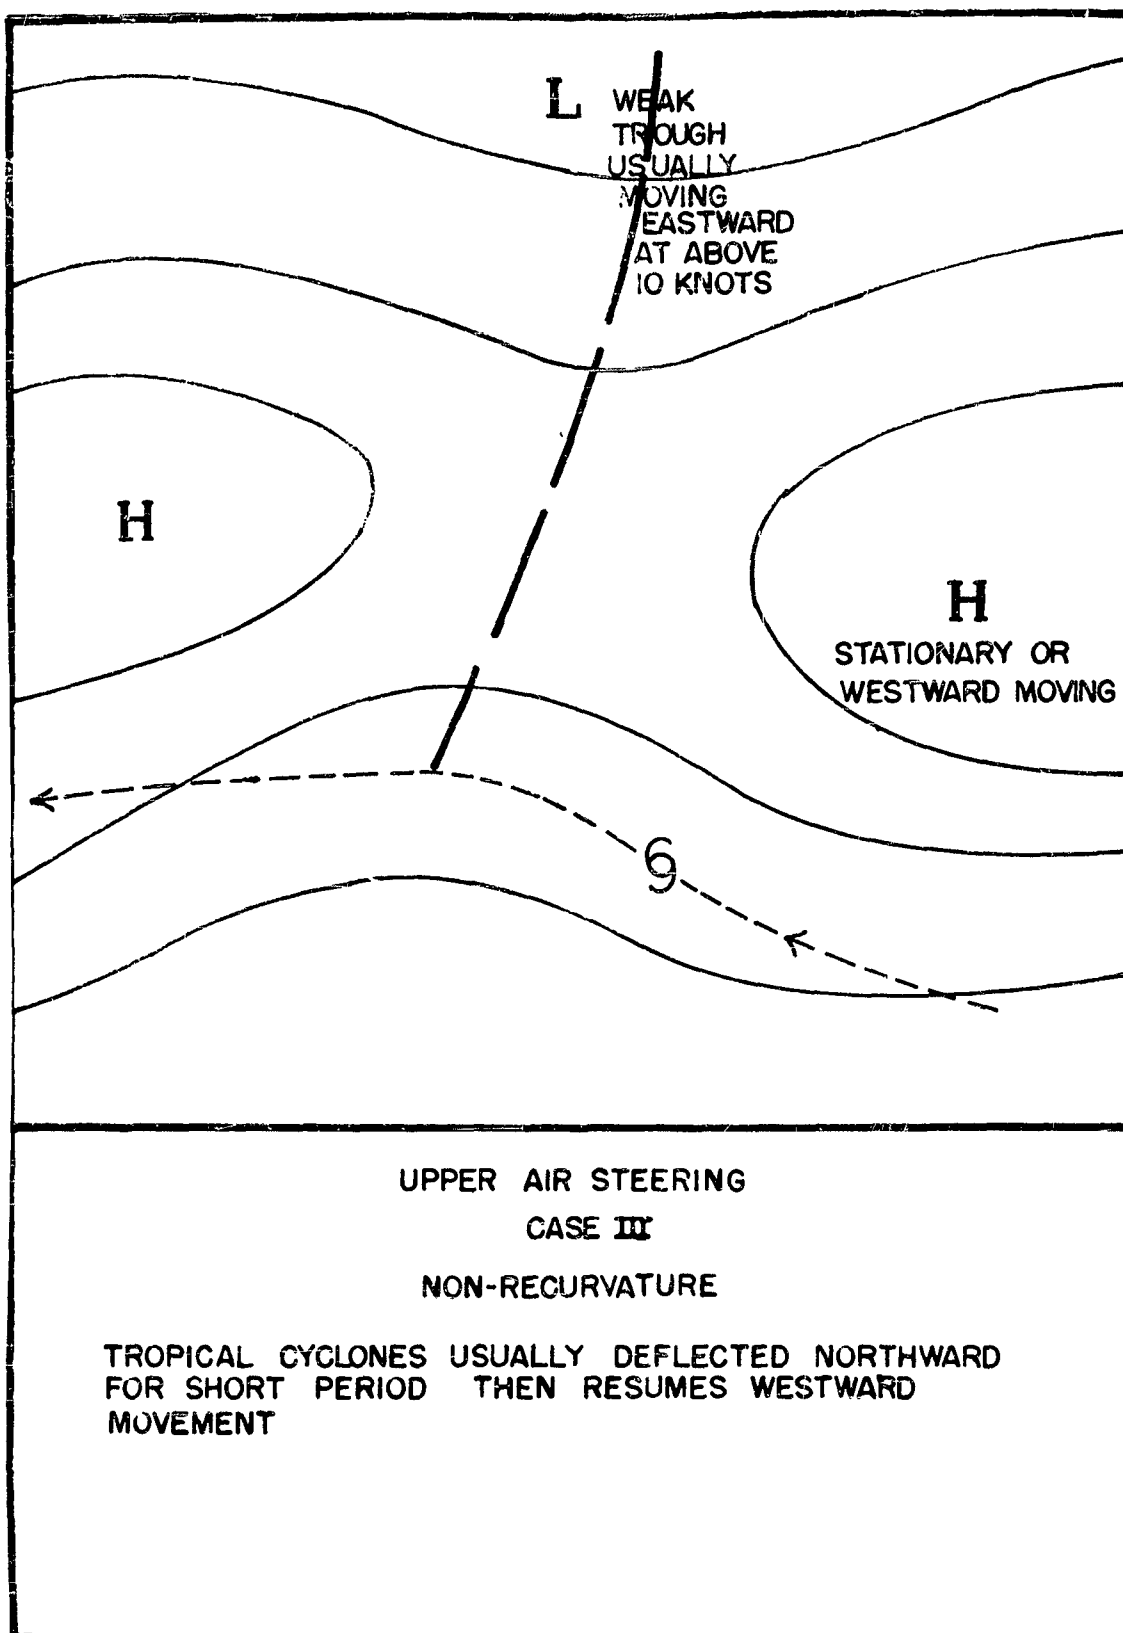 L
WEAK
TROUGH
USUALLY
MOVING
EASTWARD
AT ABOVE
10 KNOTS
H
H
STATIONARY OR
WESTWARD MOVING
UPPER AIR STEERING
CASE III
NON-RECURVATURE
TROPICAL CYCLONES USUALLY DEFLECTED NORTHWARD
FOR SHORT PERIOD THEN RESUMES WESTWARD
MOVEMENT